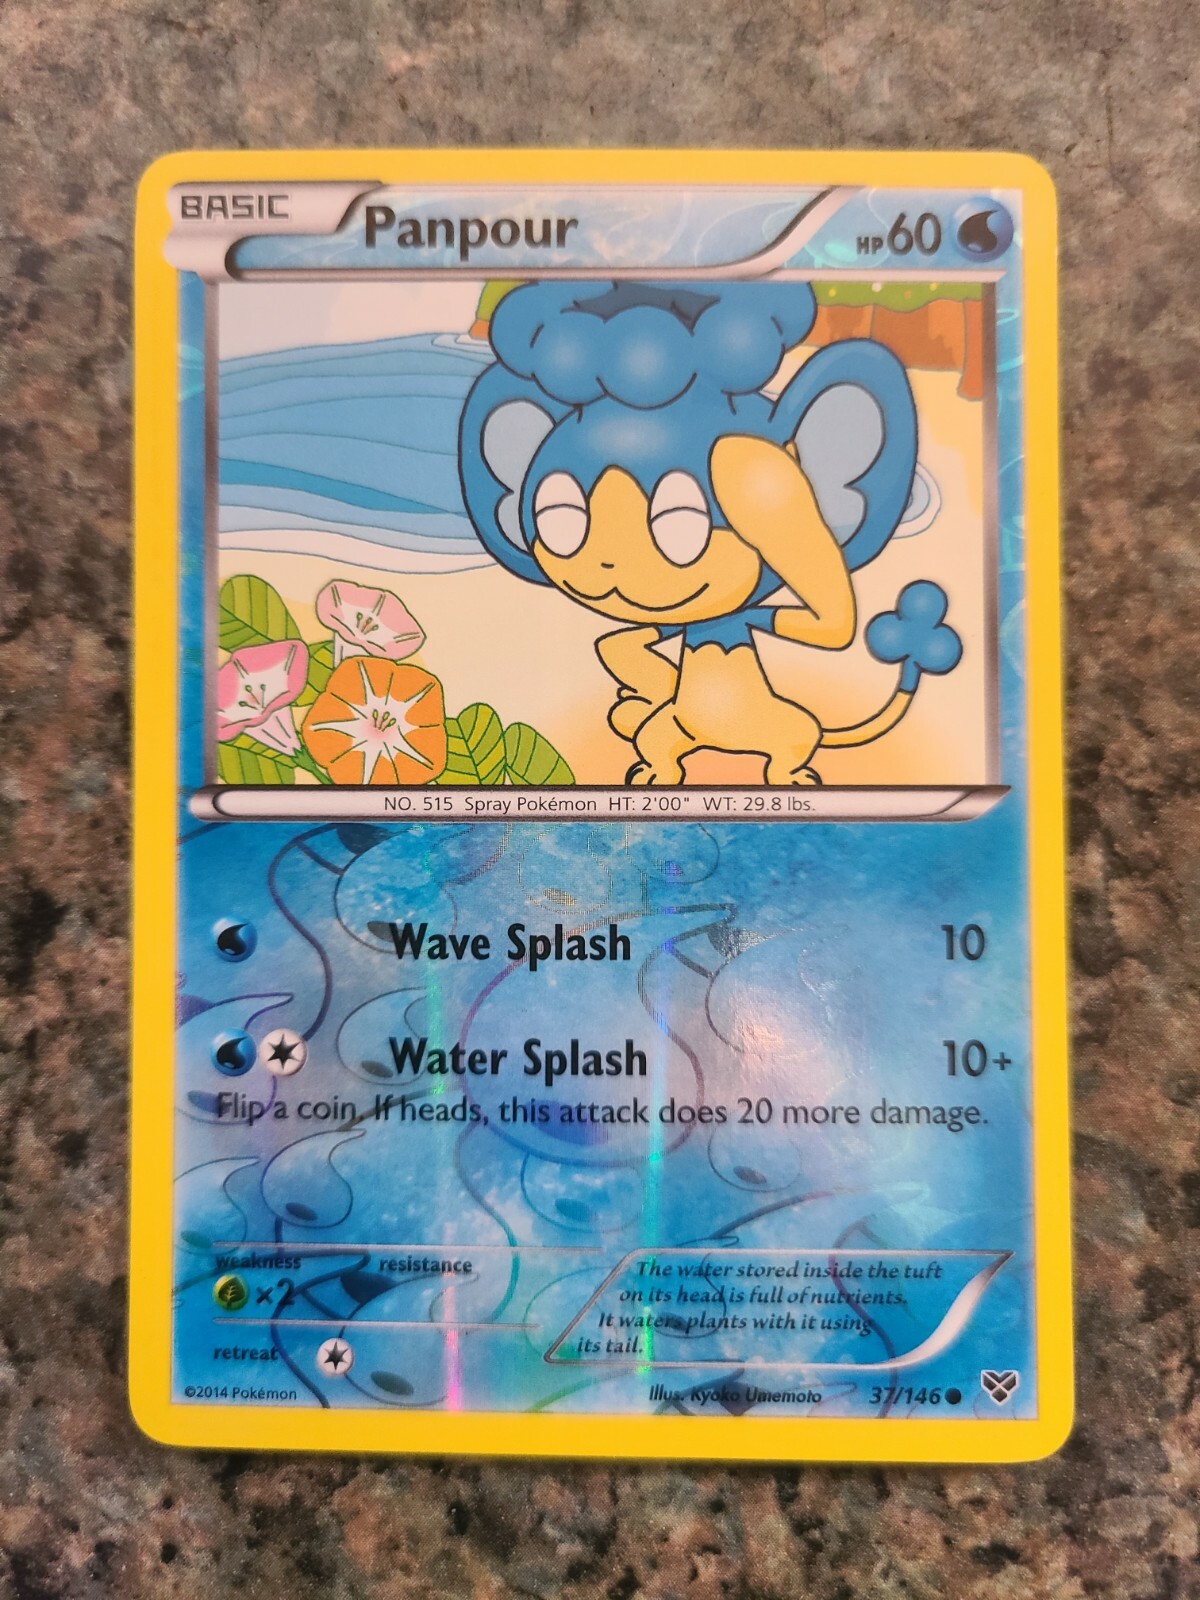 BASIC
Panpour
HP60
NO. 515 Spray Pokémon HT: 2'00" WT: 29.8 lbs.
Wave Splash 10
Water Splash 10+
Flip a coin. If heads, this attack does 20 more damage.
weakness resistance
×2
retreat
The water stored inside the tuft
on its head is full of nutrients.
It waters plants with it using
its tail.
©2014 Pokémon
Illus. Kyoko Umemoto 37/146